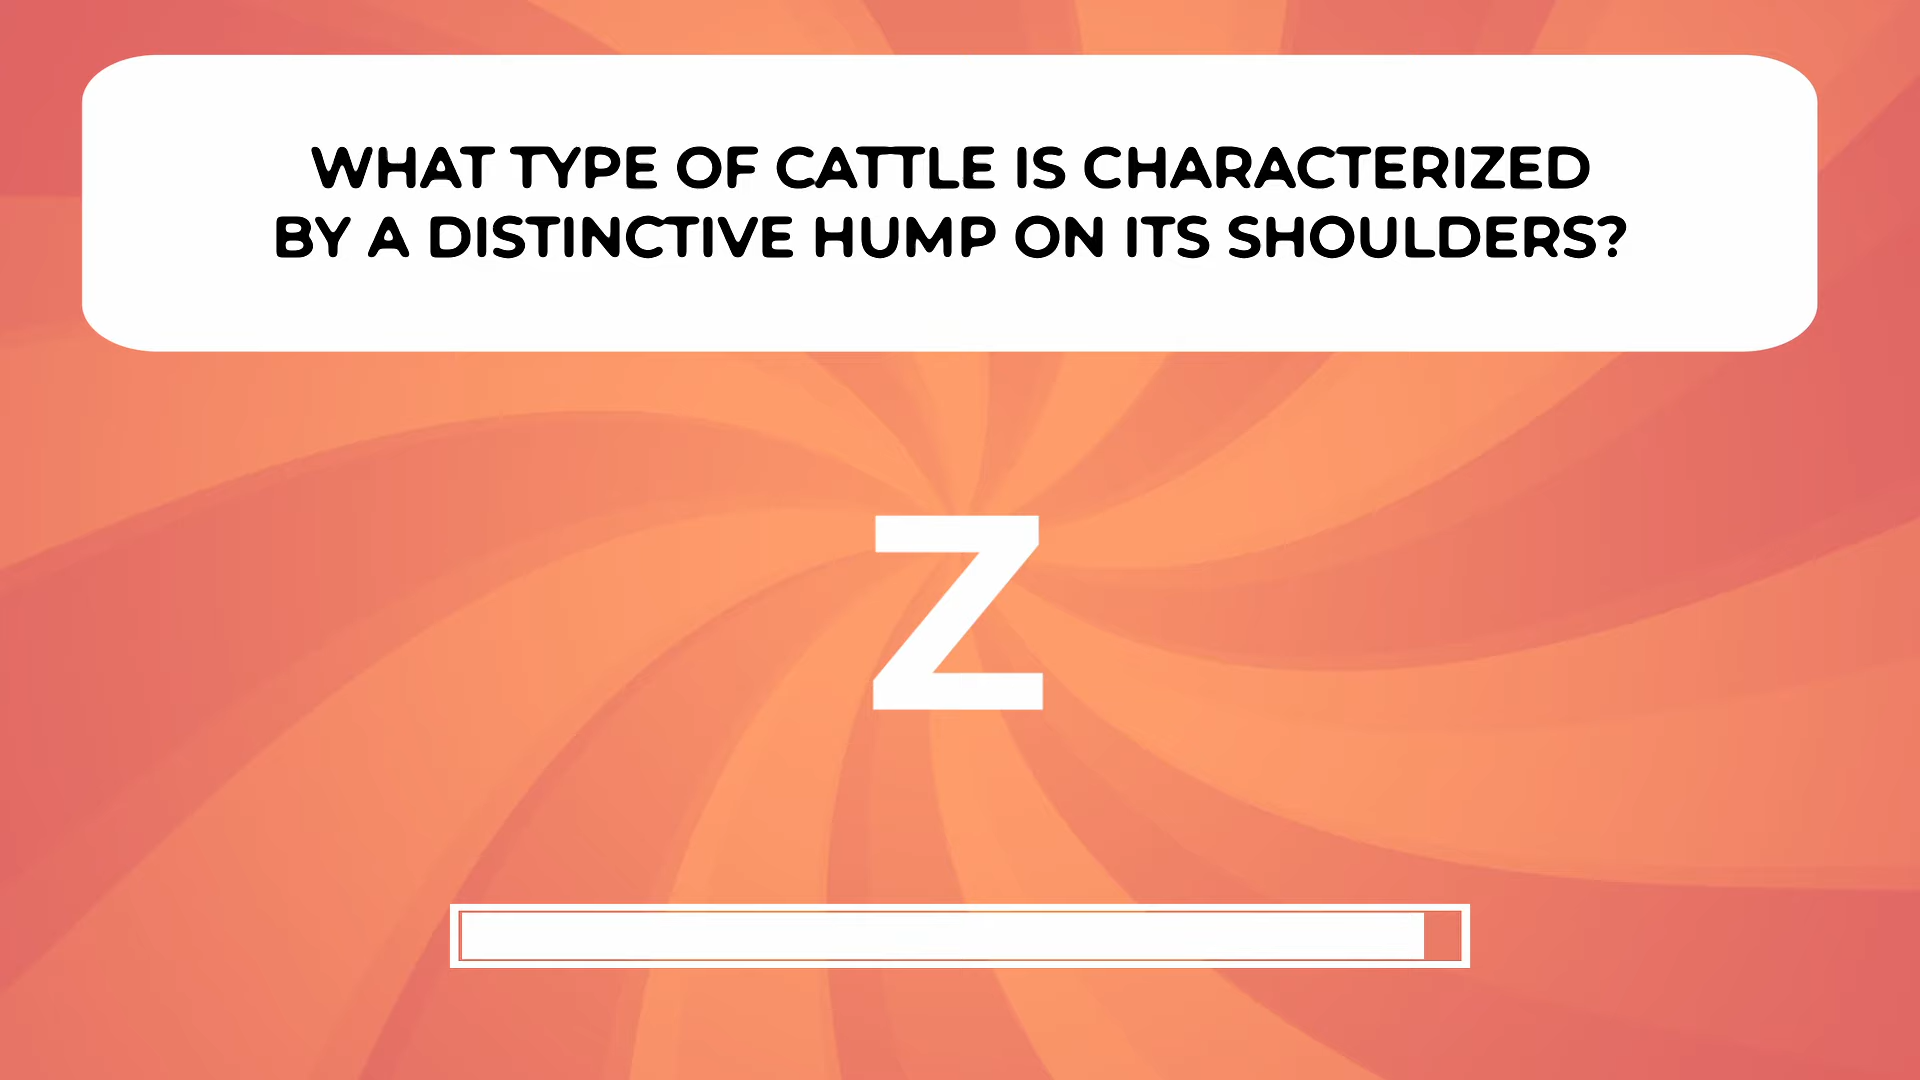 WHAT TYPE OF CATTLE IS CHARACTERIZED
BY A DISTINCTIVE HUMP ON ITS SHOULDERS?
Z